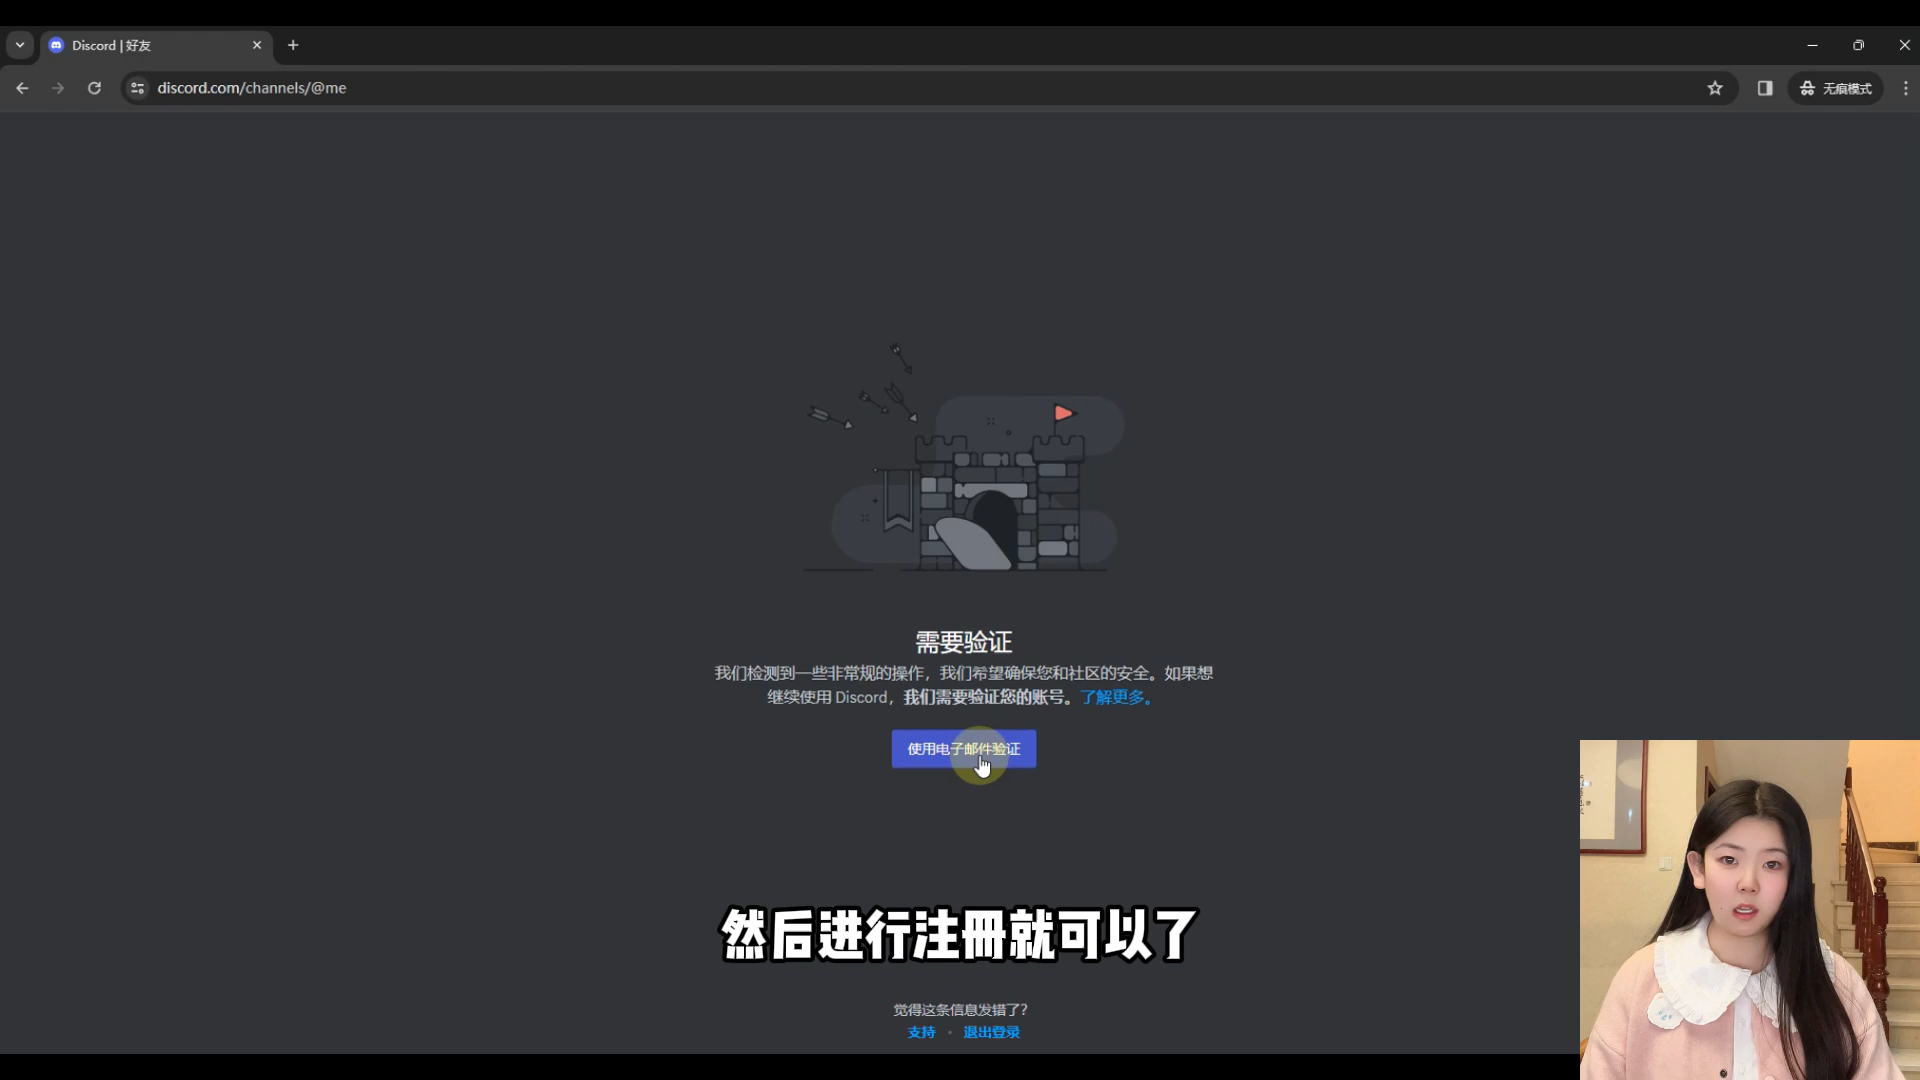 Discord | 好友
discord.com/channels/@me
无痕模式
需要验证
我们检测到一些非常规的操作，我们希望确保您和社区的安全。如果想
继续使用 Discord，我们需要验证您的账号。了解更多。
使用电子邮件验证
然后进行注册就可以了
觉得这条信息发错了？
支持 • 退出登录